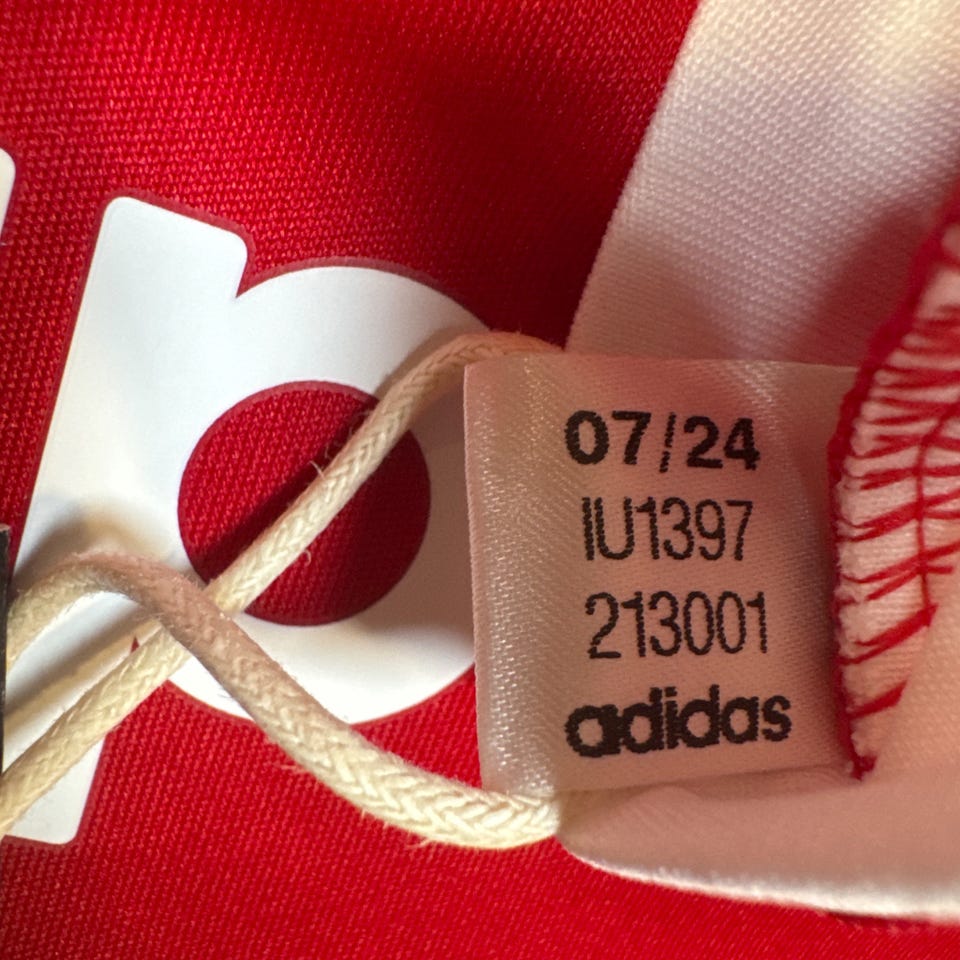 p
07/24
IU1397
213001
adidas